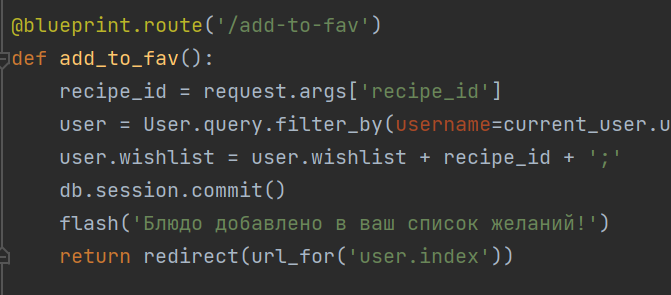 @blueprint.route('/add-to-fav')
def add_to_fav():
recipe_id = request.args['recipe_id']
user = User.query.filter_by(username=current_user.u
user.wishlist = user.wishlist + recipe_id + ';'
db.session.commit()
flash('Блюдо добавлено в ваш список желаний!')
return redirect(url_for('user.index'))